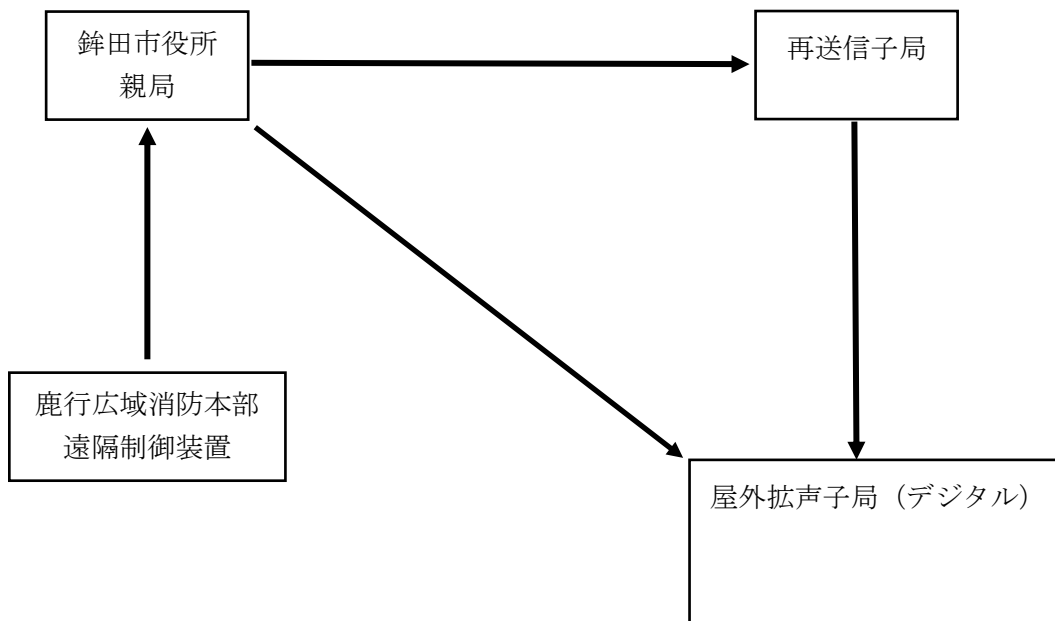 鉾田市役所
親局
再送信子局
鹿行広域消防本部
遠隔制御装置
屋外拡声子局（デジタル）